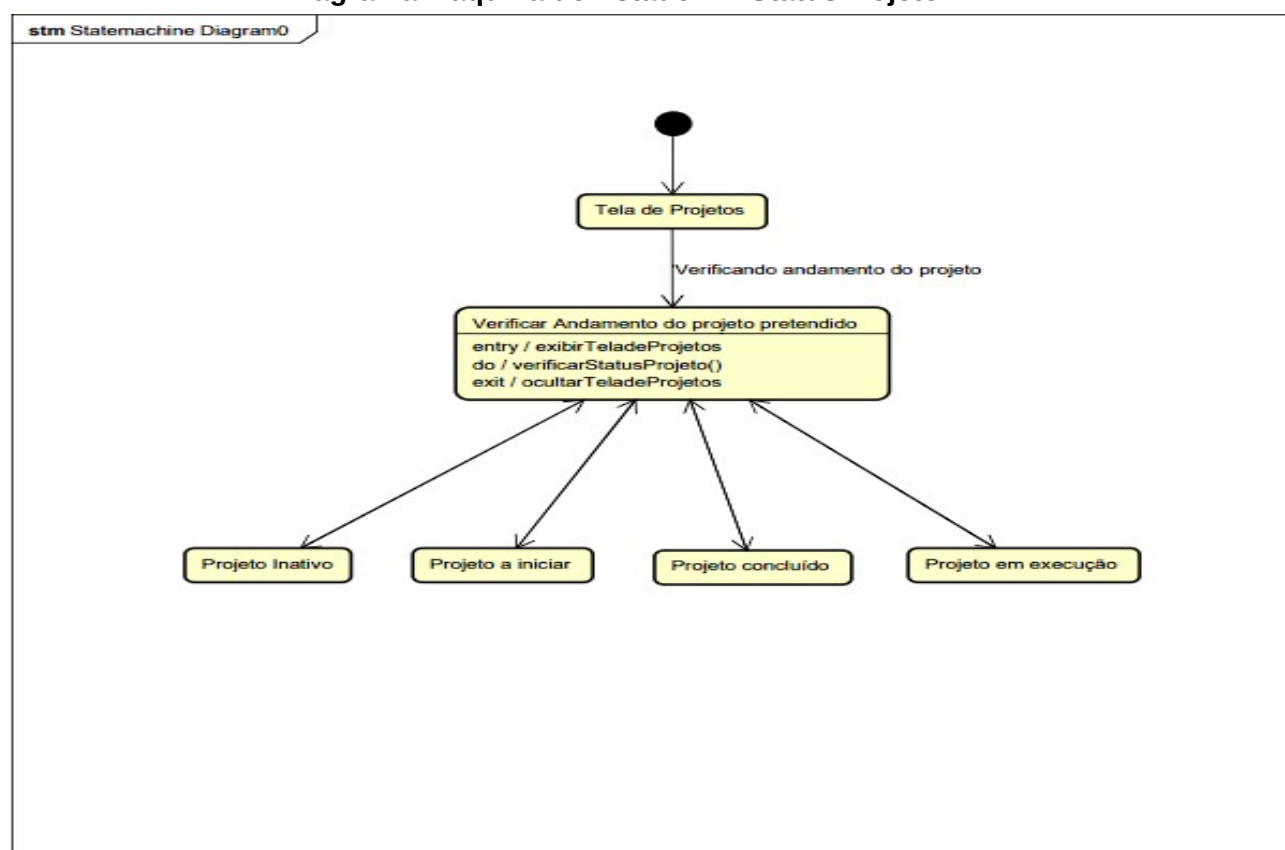 stm Statemachine Diagram0
Tela de Projetos
Verificando andamento do projeto
Verificar Andamento do projeto pretendido
entry / exibirTeladeProjetos
do / verificarStatusProjeto()
exit / ocultarTeladeProjetos
Projeto Inativo
Projeto a iniciar
Projeto concluído
Projeto em execução